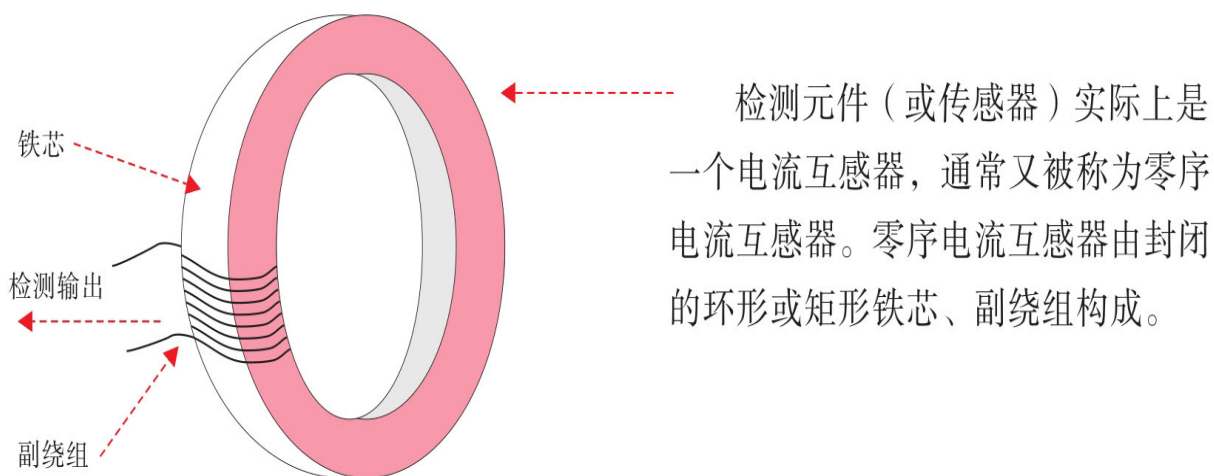 铁芯
检测输出
副绕组
检测元件（或传感器）实际上是
一个电流互感器，通常又被称为零序
电流互感器。零序电流互感器由封闭
的环形或矩形铁芯、副绕组构成。